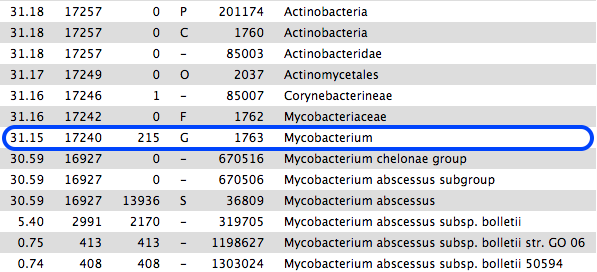 31.18 17257 0 P 201174 Actinobacteria
31.18 17257 0 C 1760 Actinobacteria
31.18 17257 0 – 85003 Actinobacteridae
31.17 17249 0 O 2037 Actinomycetales
31.16 17246 1 – 85007 Corynebacterineae
31.16 17242 0 F 1762 Mycobacteriaceae
31.15 17240 215 G 1763 Mycobacterium
30.59 16927 0 – 670516 Mycobacterium chelonae group
30.59 16927 0 – 670506 Mycobacterium abscessus subgroup
30.59 16927 13936 S 36809 Mycobacterium abscessus
5.40 2991 2170 – 319705 Mycobacterium abscessus subsp. bolletii
0.75 413 413 – 1198627 Mycobacterium abscessus subsp. bolletii str. GO 06
0.74 408 408 – 1303024 Mycobacterium abscessus subsp. bolletii 50594